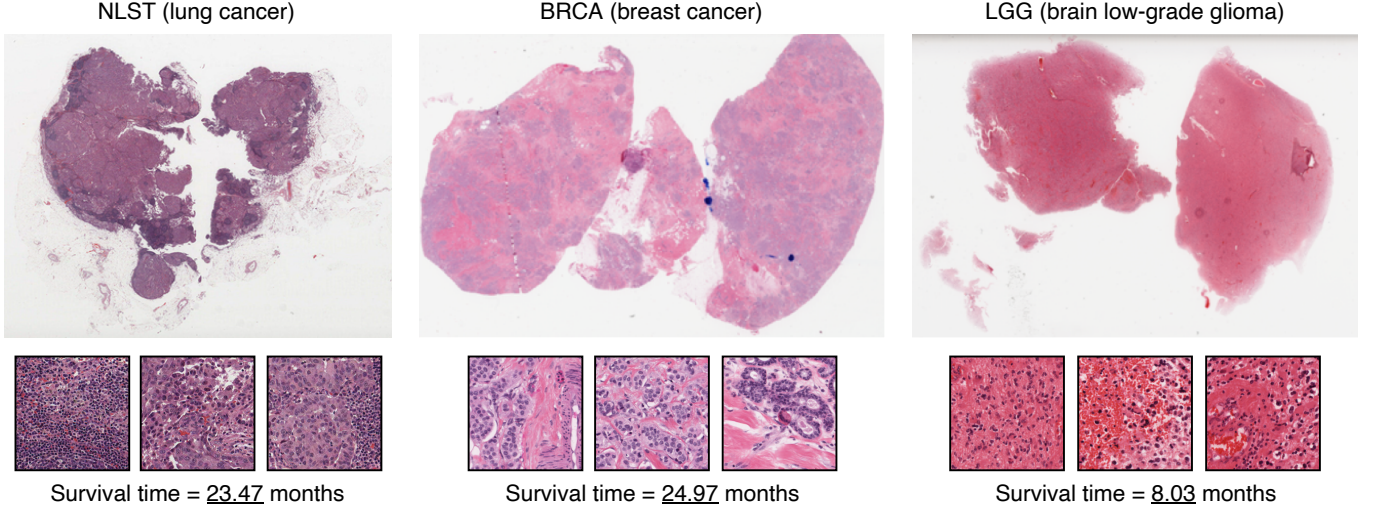 NLST (lung cancer)
BRCA (breast cancer)
LGG (brain low-grade glioma)
Survival time = 23.47 months
Survival time = 24.97 months
Survival time = 8.03 months